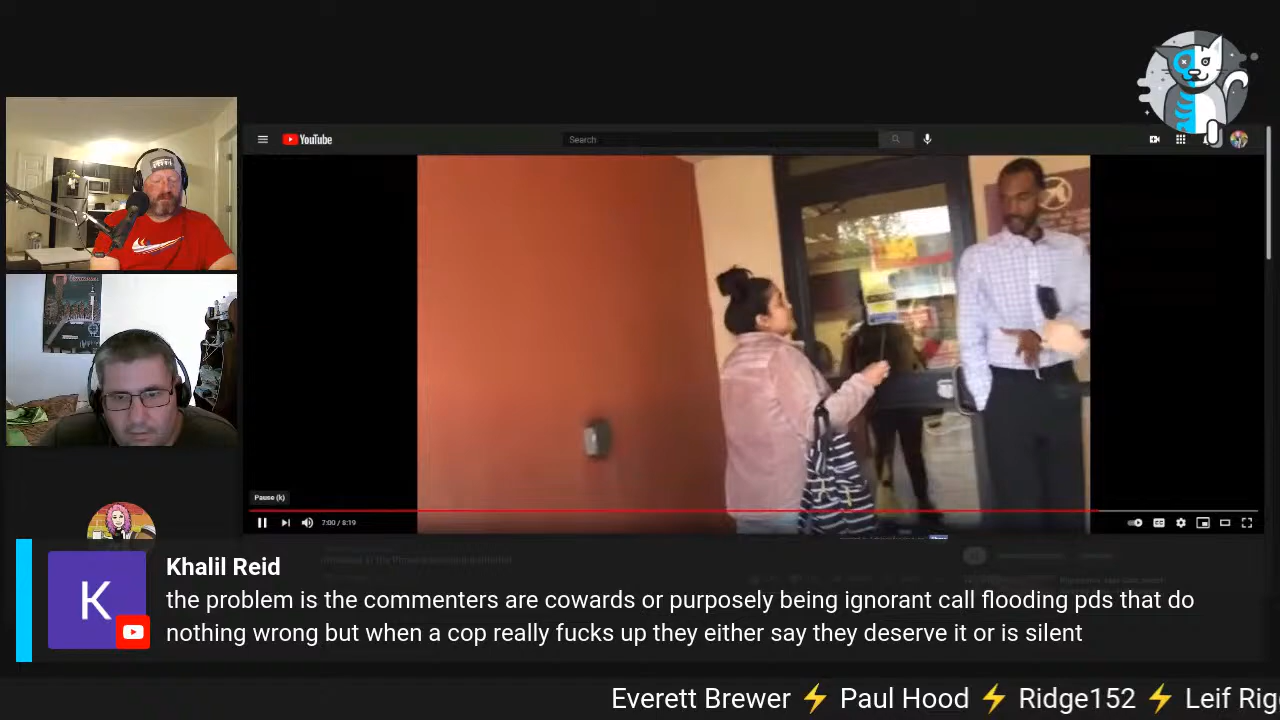 YouTube
Search
Pause (k)
7:00 / 8:19
K
Khalil Reid
the problem is the commenters are cowards or purposely being ignorant call flooding pds that do
nothing wrong but when a cop really fucks up they either say they deserve it or is silent
Everett Brewer ⚡ Paul Hood ⚡ Ridge152 ⚡ Leif Rig